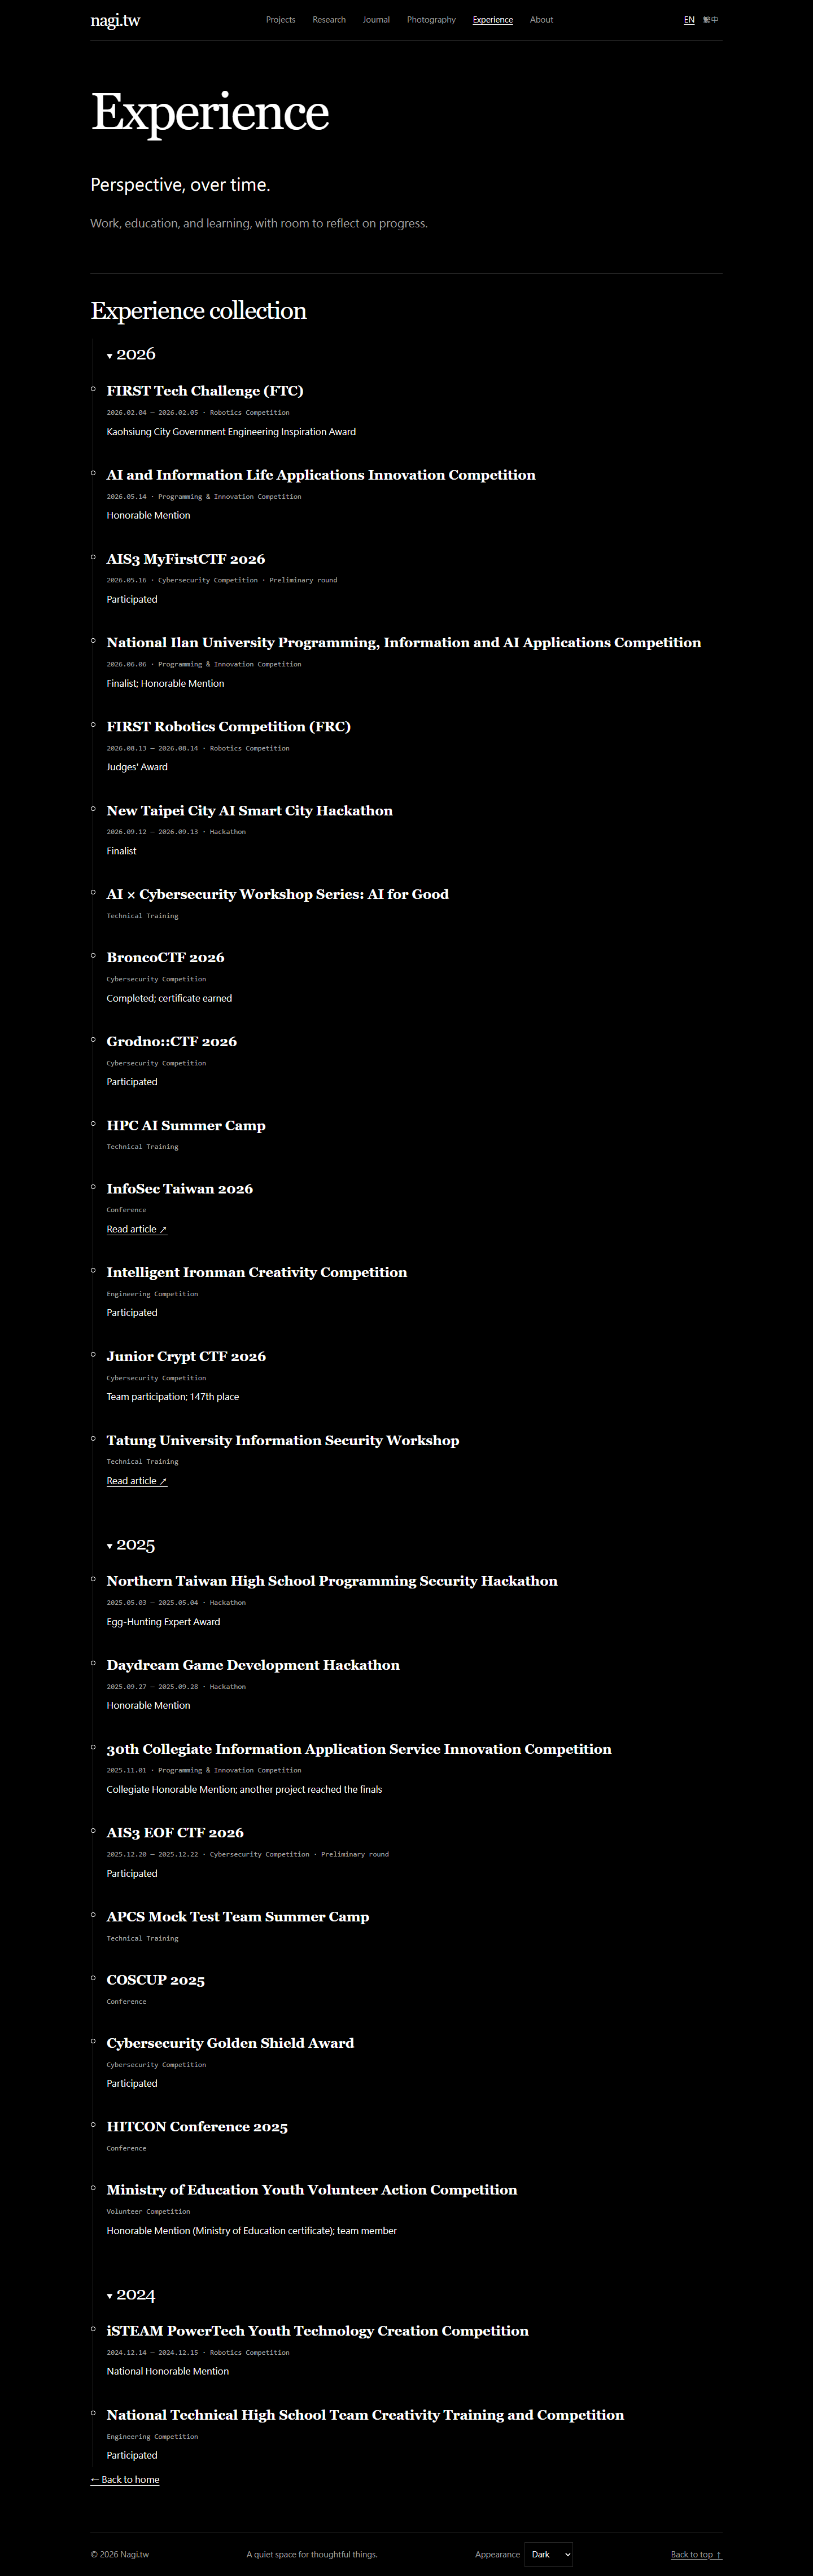 nagi.tw
Projects Research Journal Photography Experience About
EN 繁中
Experience
Perspective, over time.
Work, education, and learning, with room to reflect on progress.
Experience collection
▾ 2026
FIRST Tech Challenge (FTC)
2026.02.04 — 2026.02.05 · Robotics Competition
Kaohsiung City Government Engineering Inspiration Award
AI and Information Life Applications Innovation Competition
2026.05.14 · Programming & Innovation Competition
Honorable Mention
AIS3 MyFirstCTF 2026
2026.05.16 · Cybersecurity Competition · Preliminary round
Participated
National Ilan University Programming, Information and AI Applications Competition
2026.06.06 · Programming & Innovation Competition
Finalist; Honorable Mention
FIRST Robotics Competition (FRC)
2026.08.13 — 2026.08.14 · Robotics Competition
Judges' Award
New Taipei City AI Smart City Hackathon
2026.09.12 — 2026.09.13 · Hackathon
Finalist
AI × Cybersecurity Workshop Series: AI for Good
Technical Training
BroncoCTF 2026
Cybersecurity Competition
Completed; certificate earned
Grodno::CTF 2026
Cybersecurity Competition
Participated
HPC AI Summer Camp
Technical Training
InfoSec Taiwan 2026
Conference
Read article ↗
Intelligent Ironman Creativity Competition
Engineering Competition
Participated
Junior Crypt CTF 2026
Cybersecurity Competition
Team participation; 147th place
Tatung University Information Security Workshop
Technical Training
Read article ↗
▾ 2025
Northern Taiwan High School Programming Security Hackathon
2025.05.03 — 2025.05.04 · Hackathon
Egg-Hunting Expert Award
Daydream Game Development Hackathon
2025.09.27 — 2025.09.28 · Hackathon
Honorable Mention
30th Collegiate Information Application Service Innovation Competition
2025.11.01 · Programming & Innovation Competition
Collegiate Honorable Mention; another project reached the finals
AIS3 EOF CTF 2026
2025.12.20 — 2025.12.22 · Cybersecurity Competition · Preliminary round
Participated
APCS Mock Test Team Summer Camp
Technical Training
COSCUP 2025
Conference
Cybersecurity Golden Shield Award
Cybersecurity Competition
Participated
HITCON Conference 2025
Conference
Ministry of Education Youth Volunteer Action Competition
Volunteer Competition
Honorable Mention (Ministry of Education certificate); team member
▾ 2024
iSTEAM PowerTech Youth Technology Creation Competition
2024.12.14 — 2024.12.15 · Robotics Competition
National Honorable Mention
National Technical High School Team Creativity Training and Competition
Engineering Competition
Participated
← Back to home
© 2026 Nagi.tw
A quiet space for thoughtful things.
Appearance Dark
Back to top ↑